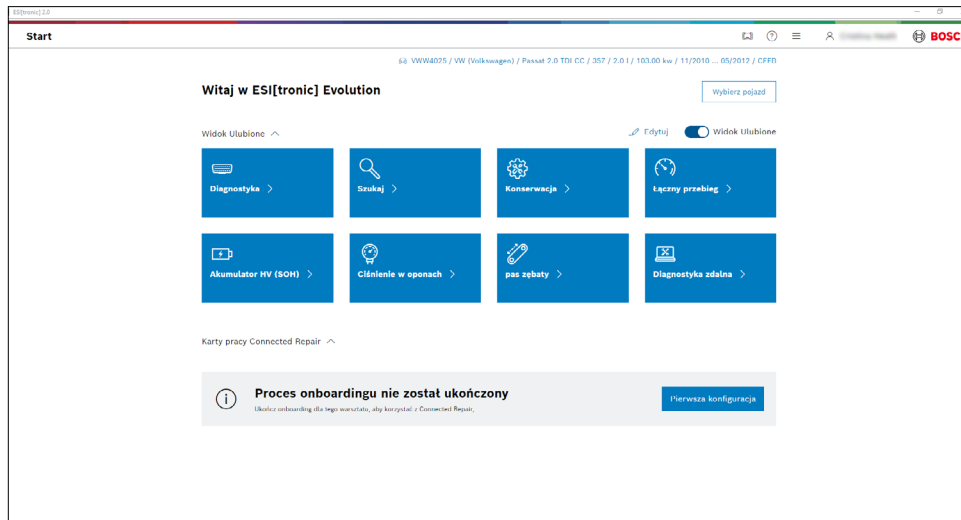 ESI[tronic] 2.0
Start
BOSC
VWW4025 / VW (Volkswagen) / Passat 2.0 TDI CC / 357 / 2.0 l / 103.00 kw / 11/2010 ... 05/2012 / CFFB
Witaj w ESI[tronic] Evolution
Wybierz pojazd
Widok Ulubione
Edytuj
Widok Ulubione
Diagnostyka
Szukaj
Konserwacja
Łączny przebieg
Akumulator HV (SOH)
Ciśnienie w oponach
pas zębaty
Diagnostyka zdalna
Karty pracy Connected Repair
Proces onboardingu nie został ukończony
Ukończ onboarding dla tego warsztatu, aby korzystać z Connected Repair,
Pierwsza konfiguracja